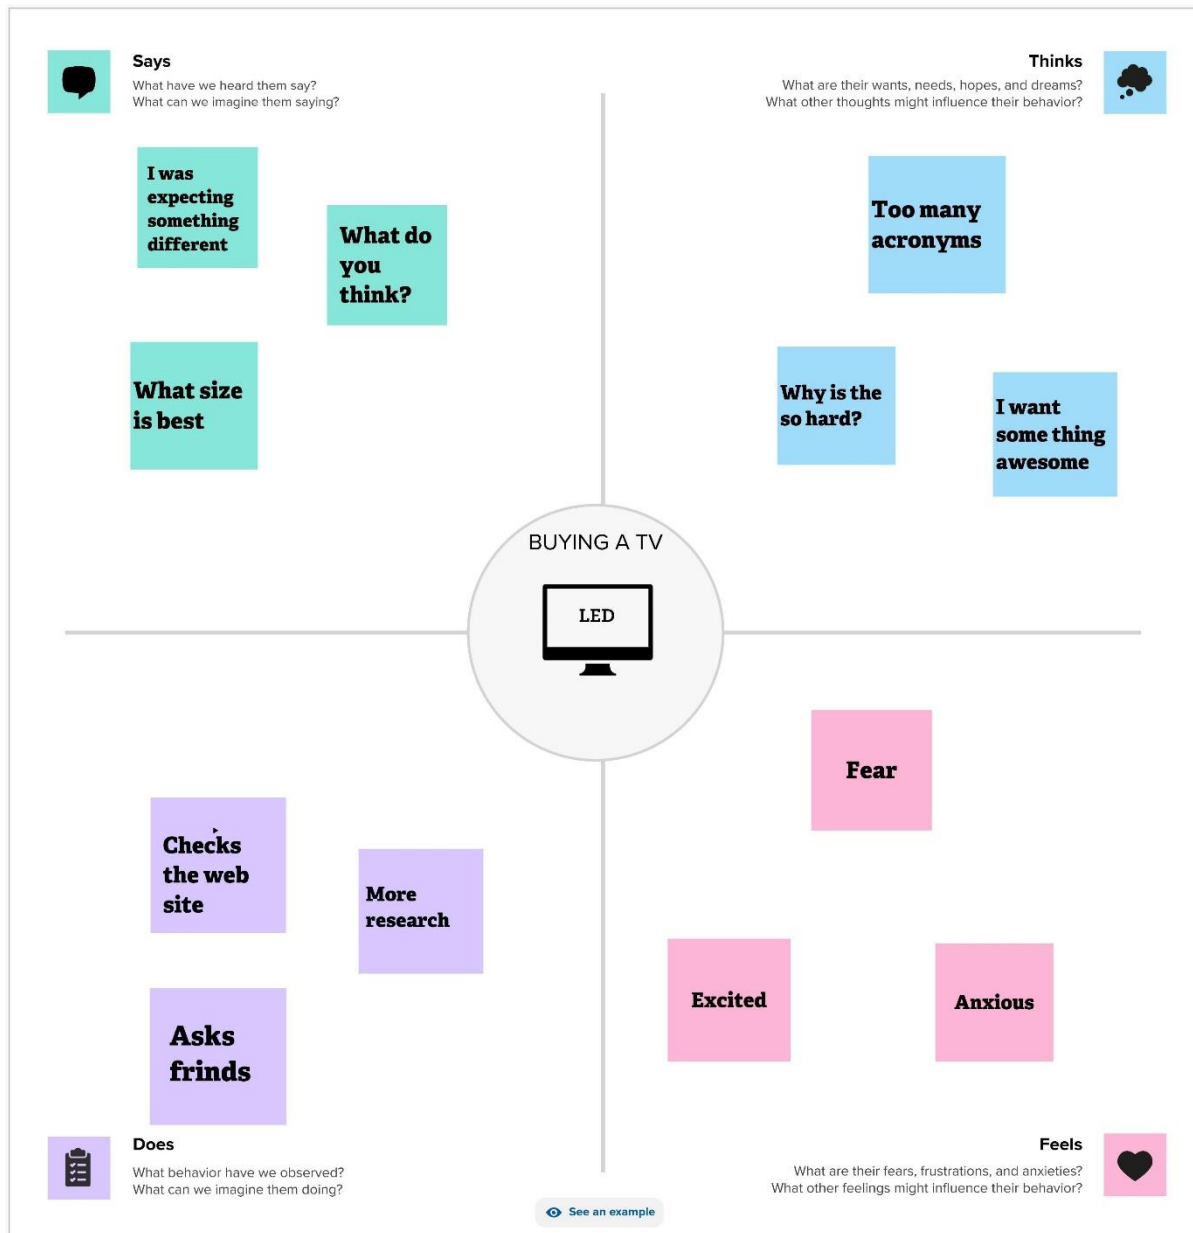 Says
What have we heard them say?
What can we imagine them saying?
Thinks
What are their wants, needs, hopes, and dreams?
What other thoughts might influence their behavior?
I was
expecting
something
different
What do
you
think?
What size
is best
Too many
acronyms
Why is the
so hard?
I want
some thing
awesome
BUYING A TV
LED
Checks
the web
site
More
research
Asks
frinds
Fear
Excited
Anxious
Does
What behavior have we observed?
What can we imagine them doing?
Feels
What are their fears, frustrations, and anxieties?
What other feelings might influence their behavior?
See an example